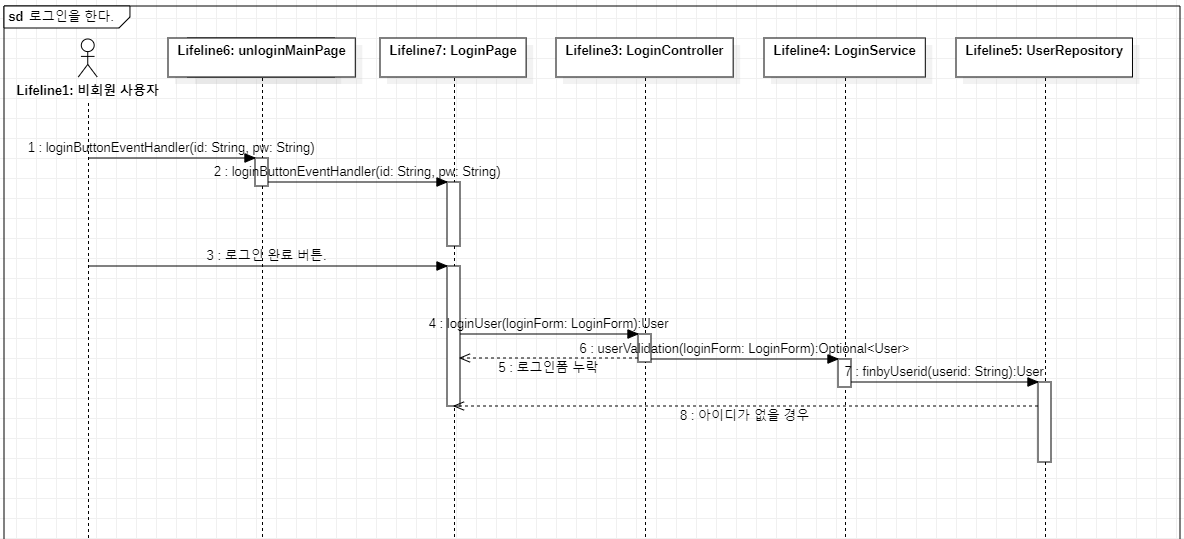 sd 로그인을 한다.
Lifeline1: 비회원 사용자
Lifeline6: unloginMainPage
Lifeline7: LoginPage
Lifeline3: LoginController
Lifeline4: LoginService
Lifeline5: UserRepository
1 : loginButtonEventHandler(id: String, pw: String)
2 : loginButtonEventHandler(id: String, pw: String)
3 : 로그인 완료 버튼.
4 : loginUser(loginForm: LoginForm):User
6 : userValidation(loginForm: LoginForm):Optional<User>
5 : 로그인폼 누락
7 : finbyUserid(userid: String):User
8 : 아이디가 없을 경우